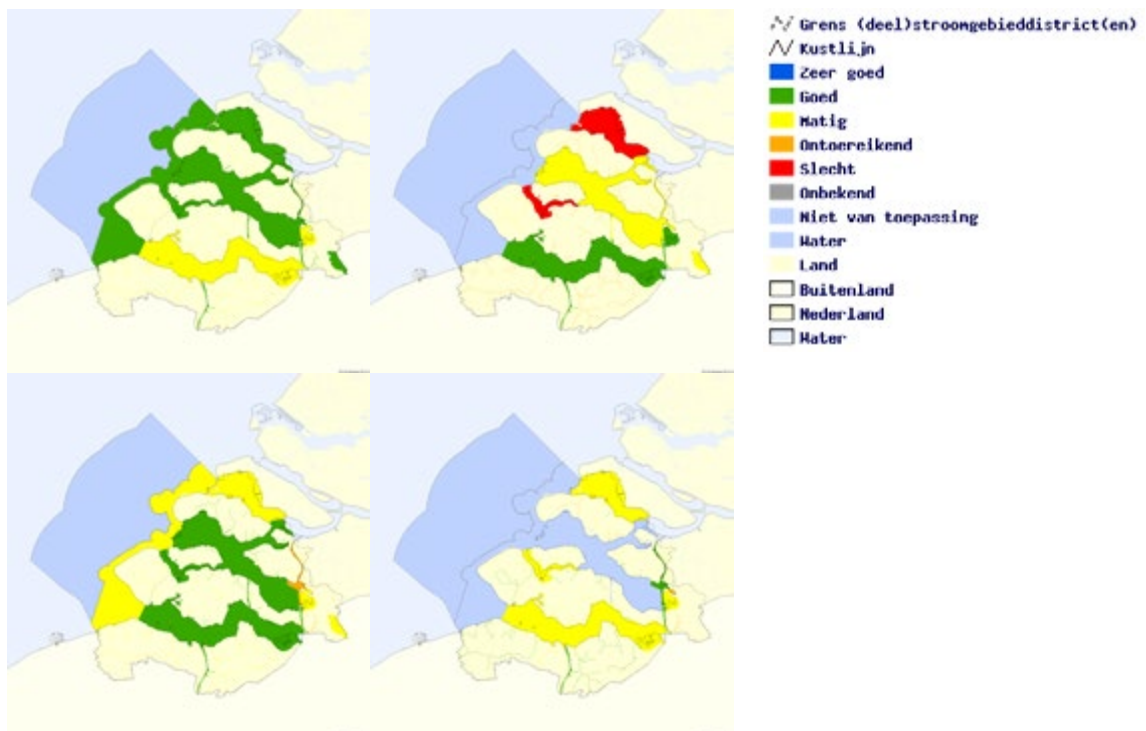 Grens (deel)stroomgebieddistrict(en)
Kustlijn
Zeer goed
Goed
Matig
Ontoereikend
Slecht
Onbekend
Niet van toepassing
Water
Land
Buitenland
Nederland
Water